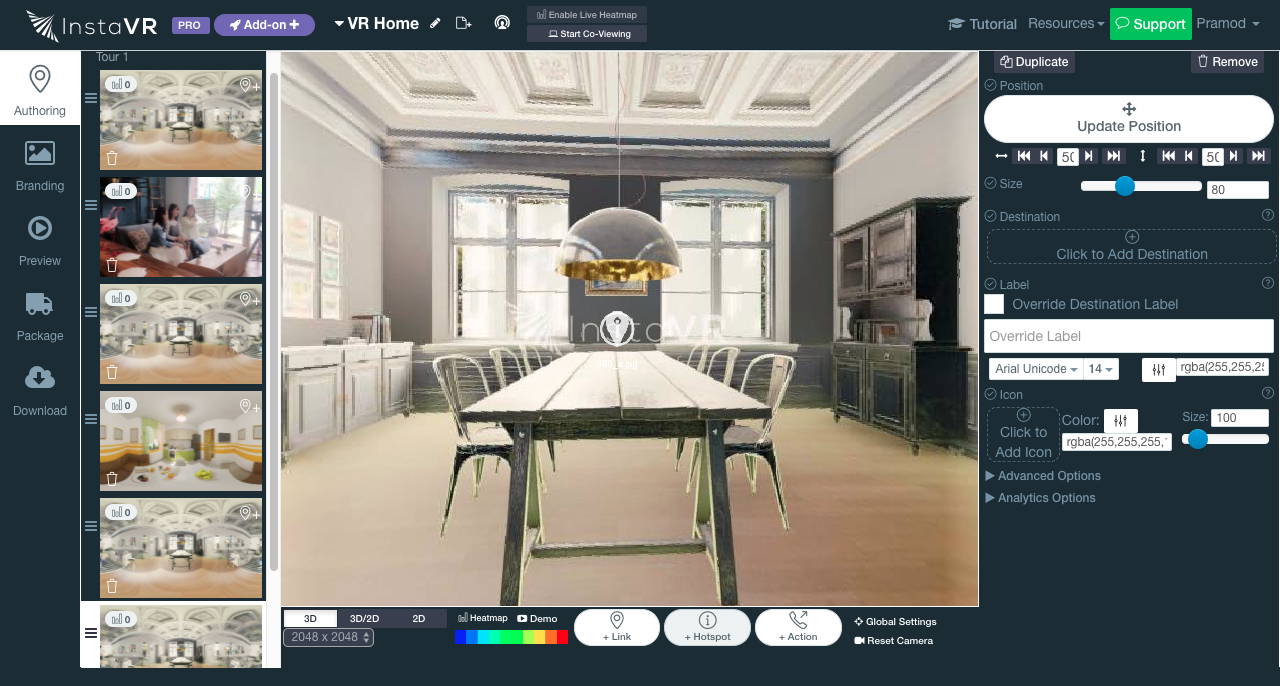 InstaVR
PRO
Add-on +
VR Home
Enable Live Heatmap
Start Co-Viewing
Tutorial
Resources
Support
Pramod
Authoring
Branding
Preview
Package
Download
Tour 1
0
0
0
0
0
0
InstaVR
Duplicate
Remove
Position
Update Position
50
50
Size
80
Destination
Click to Add Destination
Label
Override Destination Label
Override Label
Arial Unicode
14
rgba(255,255,25
Icon
Click to
Add Icon
Color:
rgba(255,255,255,
Size:
100
Advanced Options
Analytics Options
3D
3D/2D
2D
2048 x 2048
Heatmap
Demo
+ Link
+ Hotspot
+ Action
Global Settings
Reset Camera